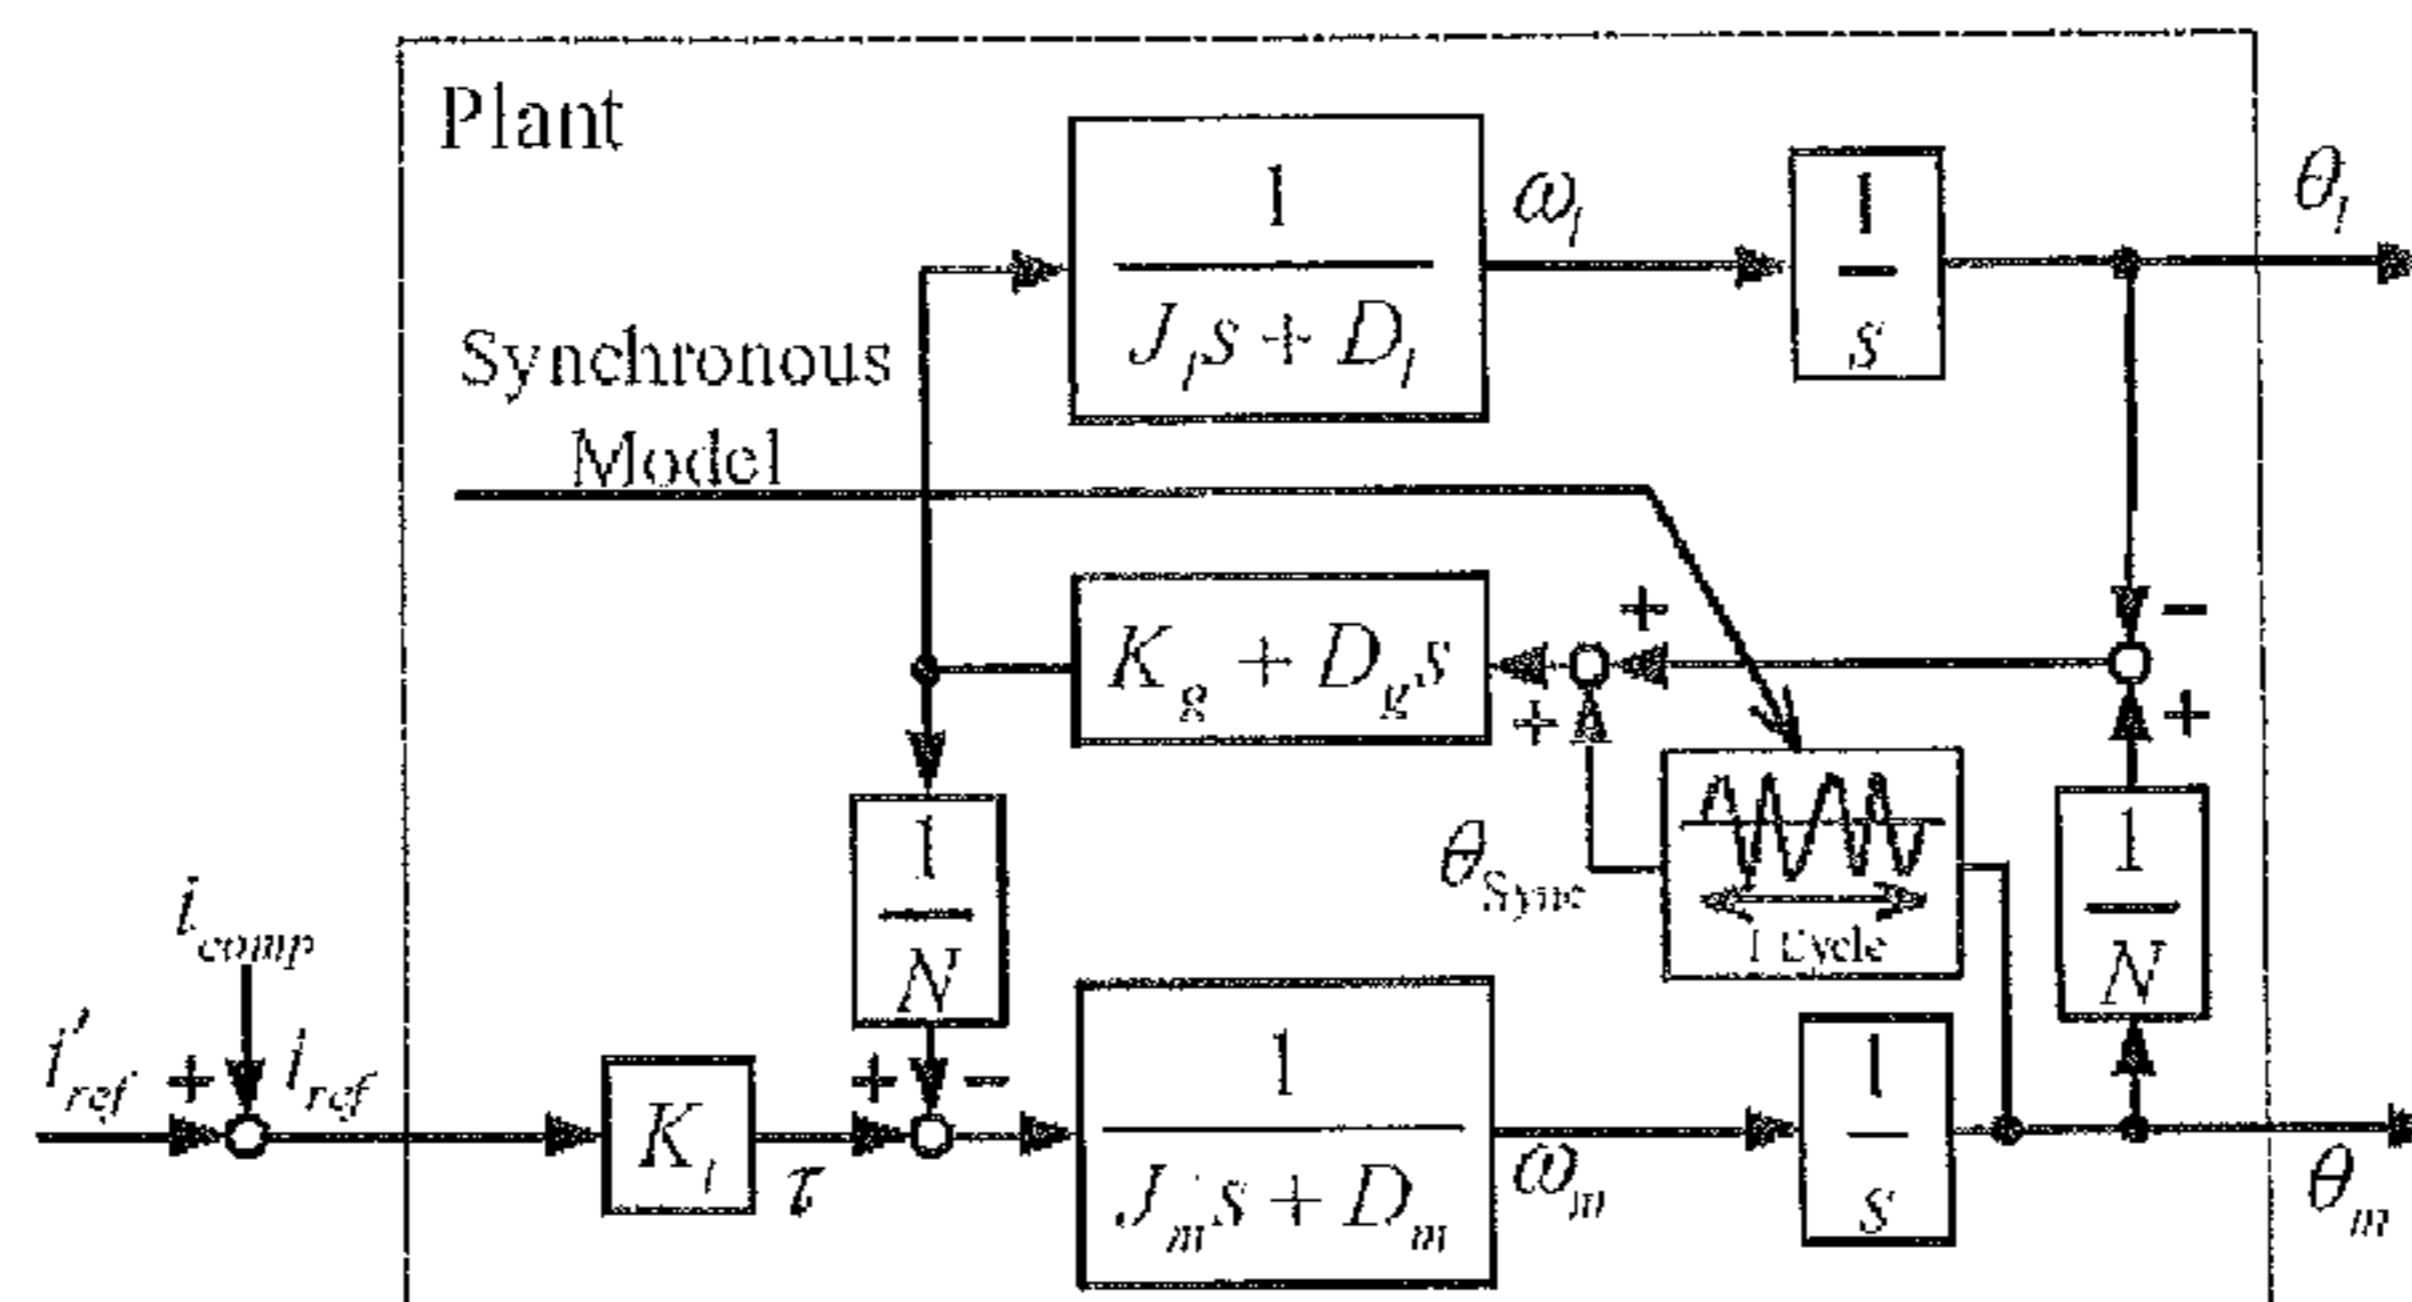 Plant
1
J_l s + D_l
ω_l
1
s
θ_l
Synchronous
Model
K_g + D_g s
+
+
−
+
1
N
θ_Sync
1 Cycle
1
N
i_comp
i'_ref
+
i_ref
K_t
τ
+
−
1
J_m s + D_m
ω_m
1
s
θ_m